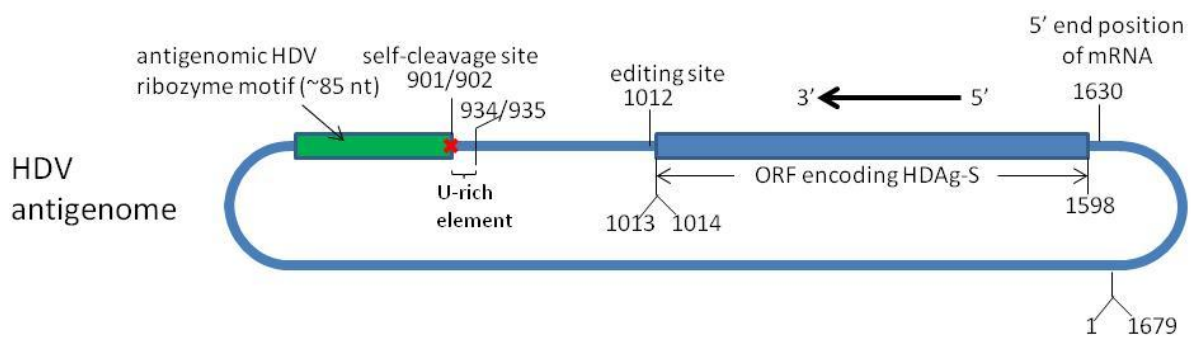 5’ end position
of mRNA
1630
antigenomic HDV
ribozyme motif (~85 nt)
self-cleavage site
901/902
934/935
editing site
1012
3’ 5’
HDV
antigenome
U-rich
element
ORF encoding HDAg-S
1013 1014
1598
1 1679